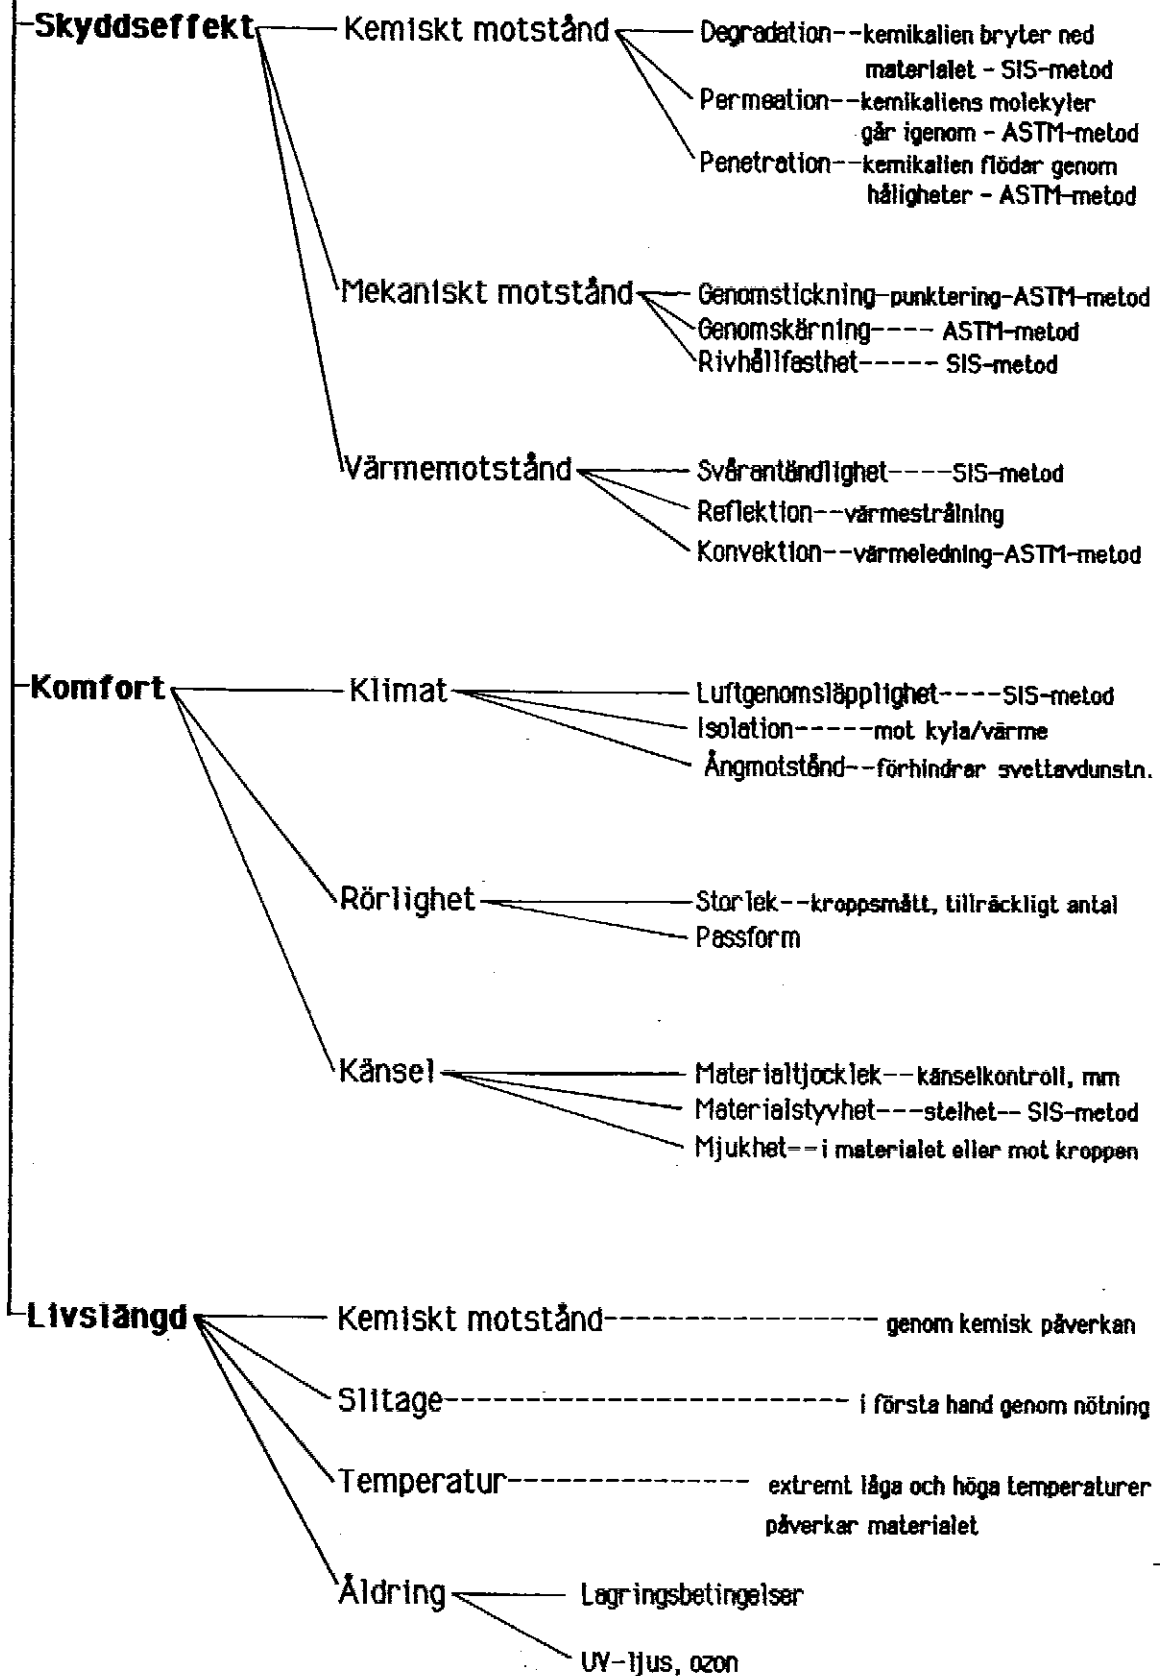 Skyddseffekt Kemiskt motstånd Degradation--kemikalien bryter ned
materialet - SIS-metod
Permeation--kemikaliens molekyler
går igenom - ASTM-metod
Penetration--kemikalien flödar genom
håligheter - ASTM-metod
Mekaniskt motstånd Genomstickning-punktering-ASTM-metod
Genomskärning---- ASTM-metod
Rivhållfasthet----- SIS-metod
Värmemotstånd Svårantändlighet----SIS-metod
Reflektion--värmestrålning
Konvektion--värmeledning-ASTM-metod
Komfort Klimat Luftgenomsläpplighet----SIS-metod
Isolation-----mot kyla/värme
Ångmotstånd--förhindrar svettavdunstn.
Rörlighet Storlek--kroppsmått, tillräckligt antal
Passform
Känsel Materialtjocklek--känselkontroll, mm
Materialstyvhet---stelhet-- SIS-metod
Mjukhet--i materialet eller mot kroppen
Livslängd Kemiskt motstånd---------------- genom kemisk påverkan
Slitage------------------------ i första hand genom nötning
Temperatur-------------- extremt låga och höga temperaturer
påverkar materialet
Åldring Lagringsbetingelser
UV-ljus, ozon